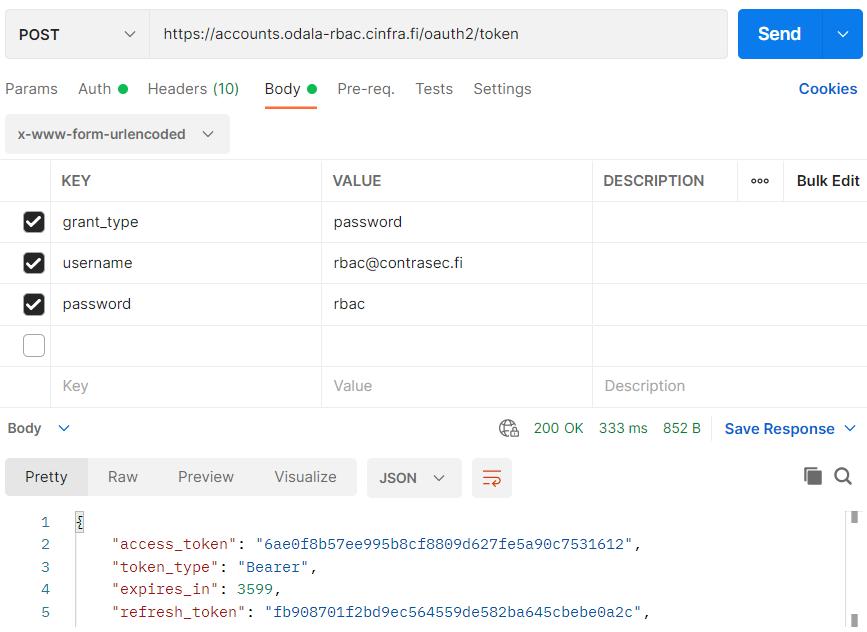 POST https://accounts.odala-rbac.cinfra.fi/oauth2/token Send
Params Auth Headers (10) Body Pre-req. Tests Settings Cookies
x-www-form-urlencoded
KEY VALUE DESCRIPTION Bulk Edit
grant_type password
username rbac@contrasec.fi
password rbac
Key Value Description
Body 200 OK 333 ms 852 B Save Response
Pretty Raw Preview Visualize JSON
1 {
2 "access_token": "6ae0f8b57ee995b8cf8809d627fe5a90c7531612",
3 "token_type": "Bearer",
4 "expires_in": 3599,
5 "refresh_token": "fb908701f2bd9ec564559de582ba645cbebe0a2c",